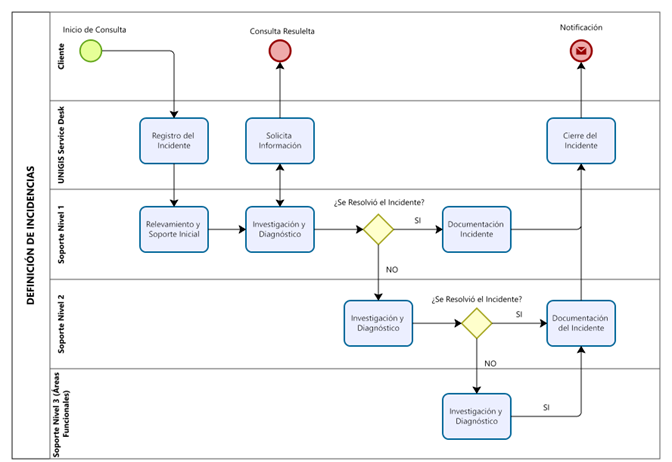 DEFINICIÓN DE INCIDENCIAS
Cliente
Inicio de Consulta
Consulta Resulelta
Notificación
UNIGIS Service Desk
Registro del
Incidente
Solicita
Información
Cierre del
Incidente
Soporte Nivel 1
Relevamiento y
Soporte Inicial
Investigación y
Diagnóstico
¿Se Resolvió el Incidente?
SI
NO
Documentación
Incidente
Soporte Nivel 2
Investigación y
Diagnóstico
¿Se Resolvió el Incidente?
SI
NO
Documentación
del Incidente
Soporte Nivel 3 (Áreas
Funcionales)
Investigación y
Diagnóstico
SI